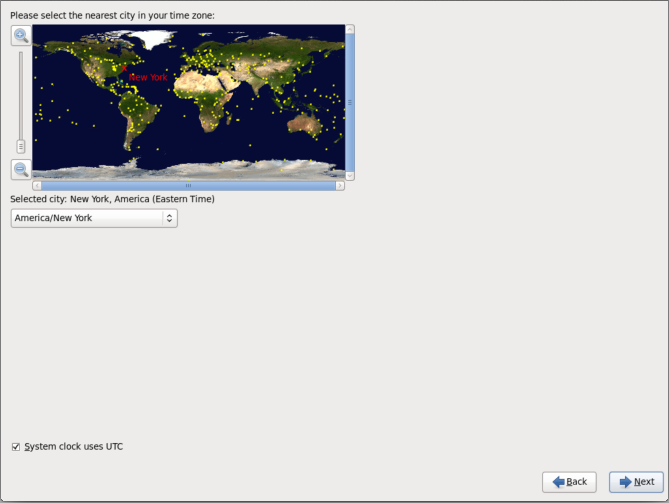 Please select the nearest city in your time zone:
New York
Selected city: New York, America (Eastern Time)
America/New York
System clock uses UTC
Back
Next